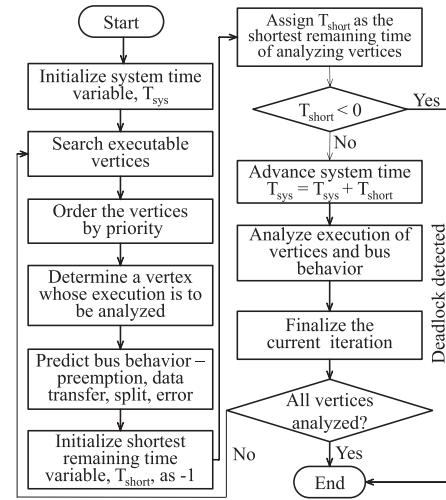 Start
Initialize system time
variable, Tsys
Search executable
vertices
Order the vertices
by priority
Determine a vertex
whose execution is to
be analyzed
Predict bus behavior –
preemption, data
transfer, split, error
Initialize shortest
remaining time
variable, Tshort, as -1
Assign Tshort as the
shortest remaining time
of analyzing vertices
Tshort < 0
Yes
No
Advance system time
Tsys = Tsys + Tshort
Analyze execution of
vertices and bus
behavior
Finalize the
current iteration
All vertices
analyzed?
No
Yes
End
Deadlock detected